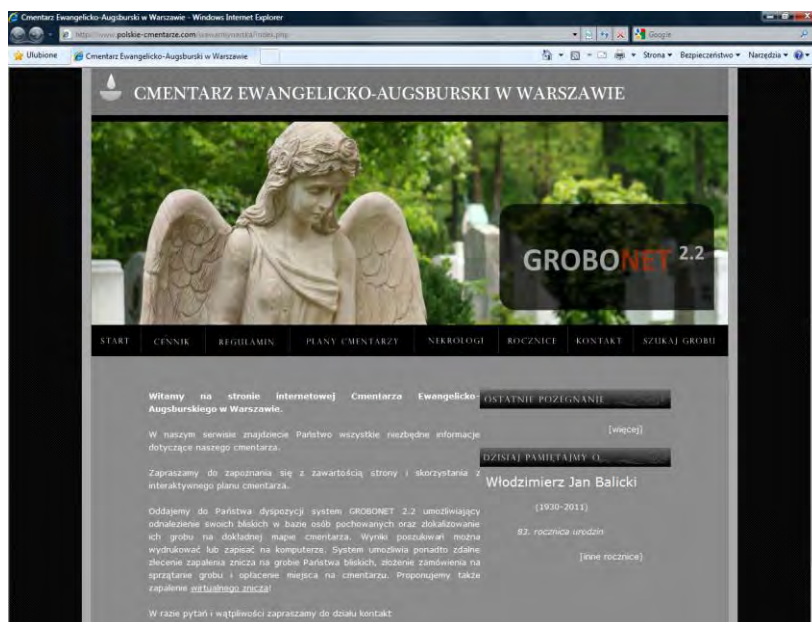 Cmentarz Ewangelicko-Augsburski w Warszawie - Windows Internet Explorer
http://www.polskie-cmentarze.com/
Google
Ulubione
Cmentarz Ewangelicko-Augsburski w Warszawie
Strona
Bezpieczeństwo
Narzędzia
CMENTARZ EWANGELICKO-AUGSBURSKI W WARSZAWIE
GROBONET 2.2
START CENNIK REGULAMIN PLANY CMENTARZY NEKROLOGI ROCZNICE KONTAKT SZUKAJ GROBU
Witamy na stronie internetowej Cmentarza Ewangelicko-
Augsburskiego w Warszawie.
W naszym serwisie znajdziecie Państwo wszystkie niezbędne informacje
dotyczące naszego cmentarza.
Zapraszamy do zapoznania się z zawartością strony i skorzystania z
interaktywnego planu cmentarza.
Oddajemy do Państwa dyspozycji system GROBONET 2.2 umożliwiający
odnalezienie swoich bliskich w bazie osób pochowanych oraz zlokalizowanie
ich grobu na dokładnej mapie cmentarza. Wyniki poszukiwań można
wydrukować lub zapisać na komputerze. System umożliwia ponadto zdalne
zlecenie zapalenia znicza na grobie Państwa bliskich, złożenie zamówienia na
sprzątanie grobu i opłacenie miejsca na cmentarzu. Proponujemy także
zapalenie wirtualnego znicza!
W razie pytań i wątpliwości zapraszamy do działu kontakt
OSTATNIE POŻEGNANIE
[więcej]
DZISIAJ PAMIĘTAJMY O
Włodzimierz Jan Balicki
(1930-2011)
83. rocznica urodzin
[inne rocznice]